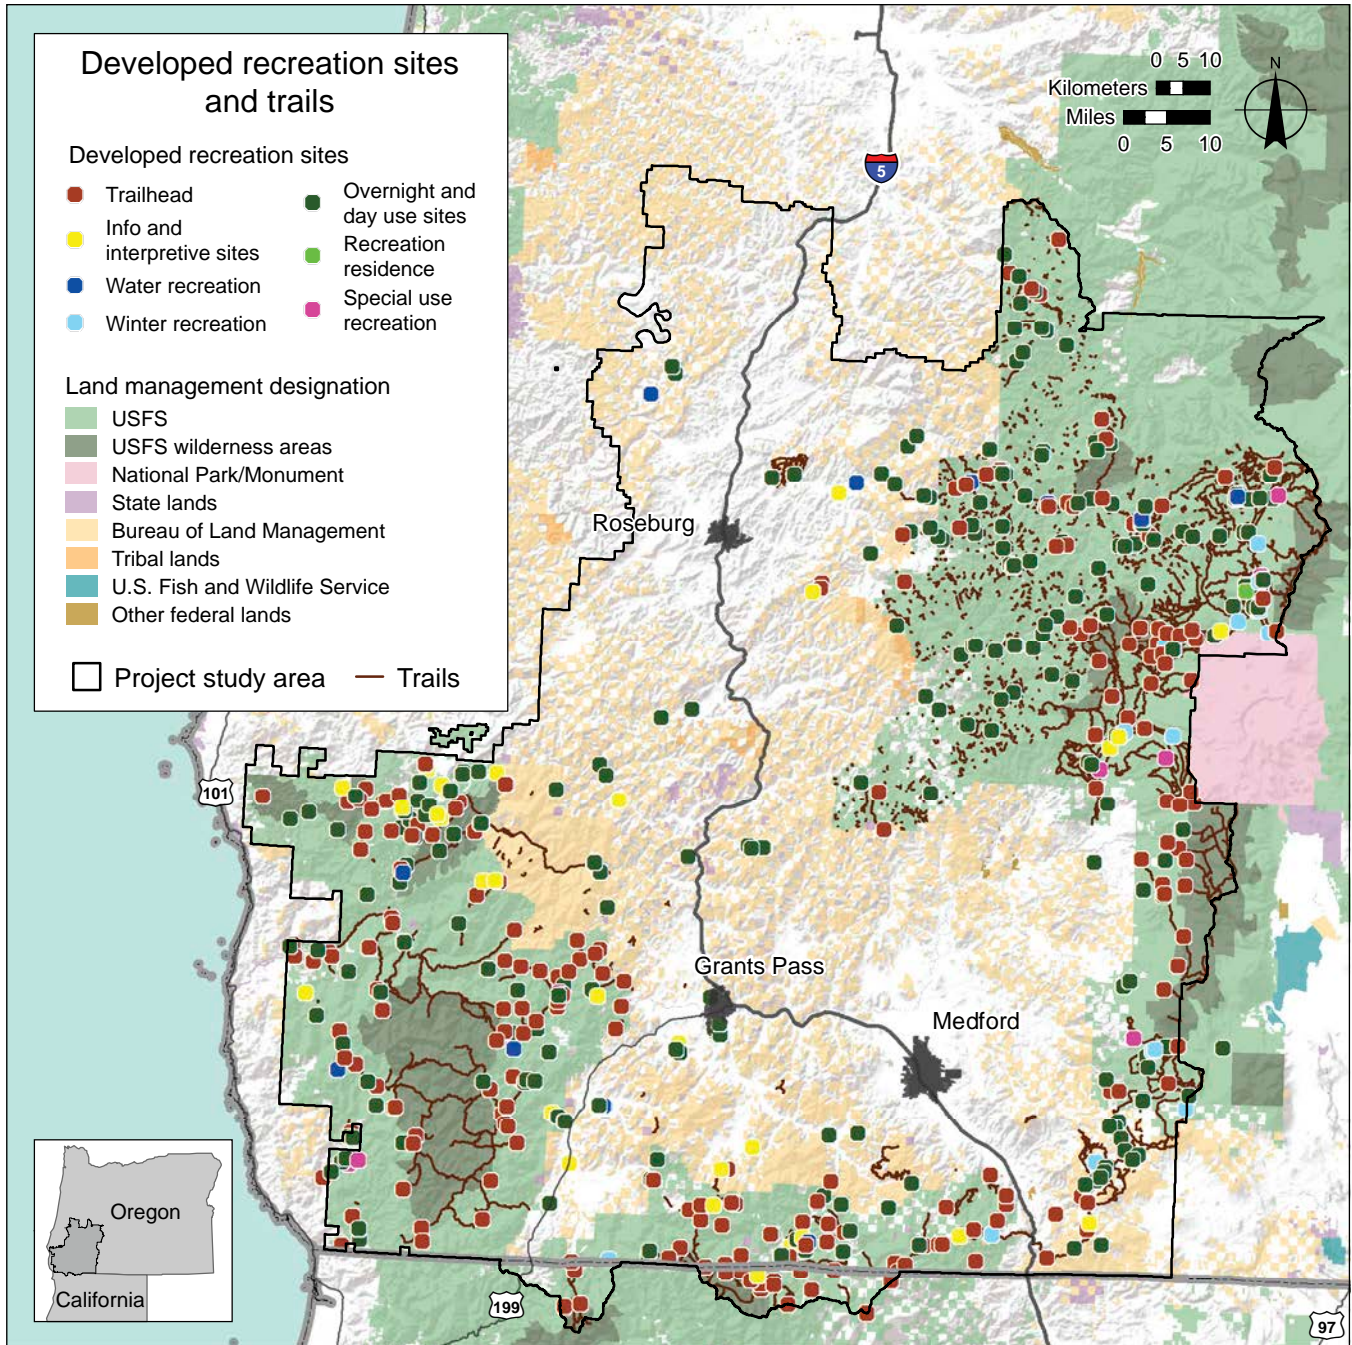 Developed recreation sites
and trails
Developed recreation sites
Trailhead
Info and
interpretive sites
Water recreation
Winter recreation
Overnight and
day use sites
Recreation
residence
Special use
recreation
Land management designation
USFS
USFS wilderness areas
National Park/Monument
State lands
Bureau of Land Management
Tribal lands
U.S. Fish and Wildlife Service
Other federal lands
Project study area
Trails
0 5 10
Kilometers
Miles
0 5 10
N
5
Roseburg
101
Grants Pass
Medford
Oregon
California
199
97